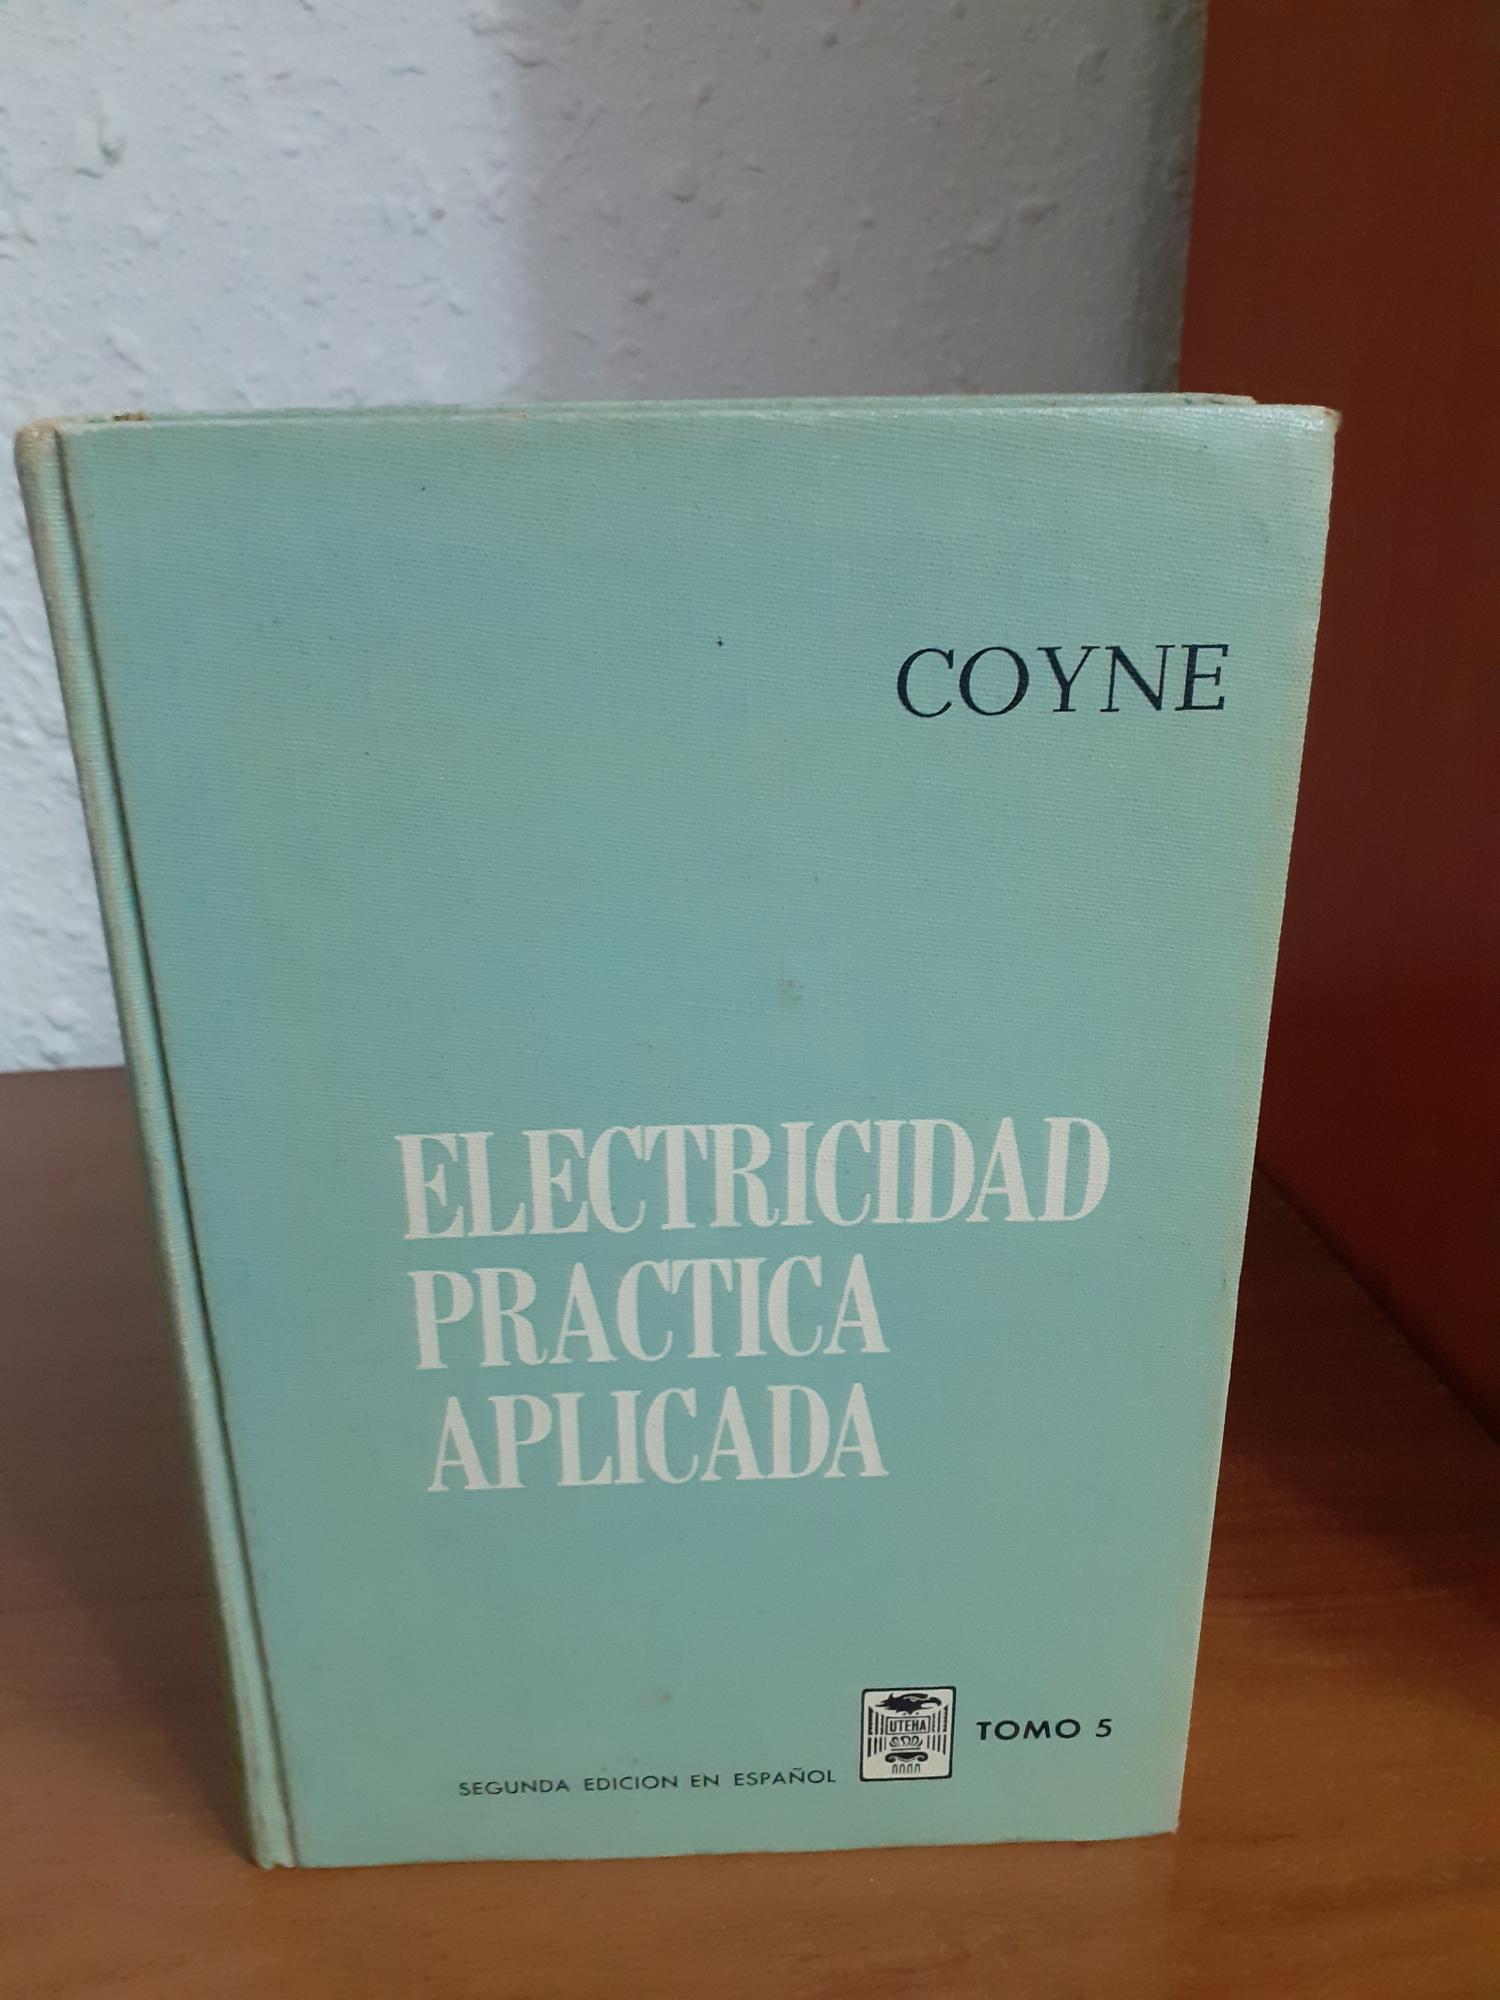 COYNE
ELECTRICIDAD
PRACTICA
APLICADA
UTEHA
TOMO 5
SEGUNDA EDICION EN ESPAÑOL